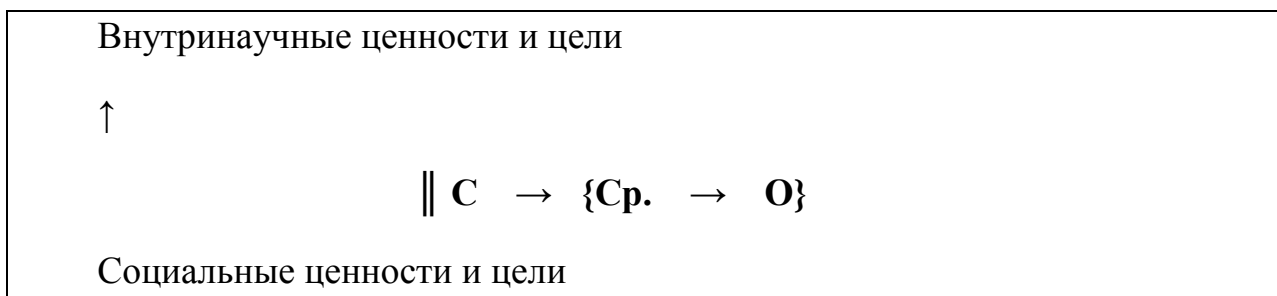 Внутринаучные ценности и цели
↑
‖ С → {Ср. → О}
Социальные ценности и цели